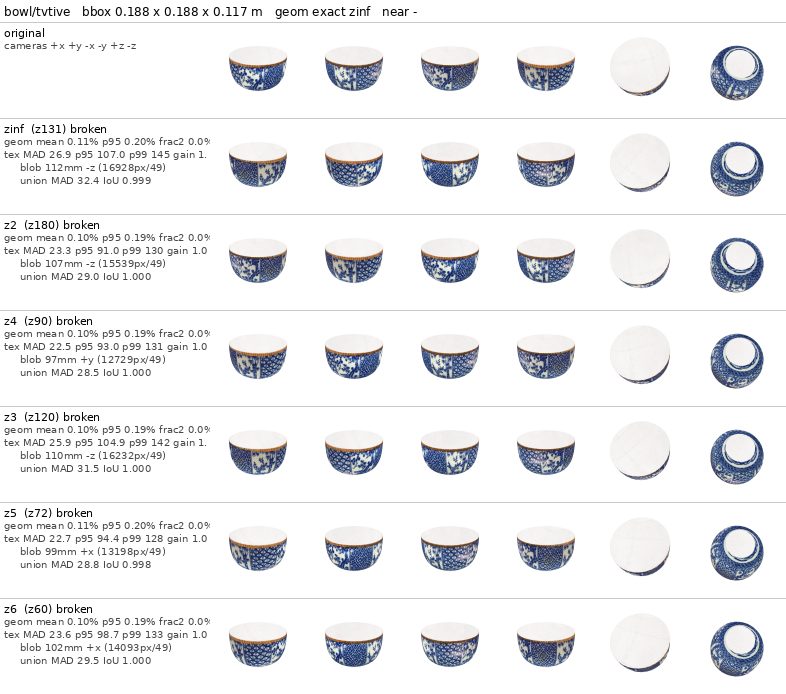 bowl/tvtive bbox 0.188 x 0.188 x 0.117 m geom exact zinf near -
original
cameras +x +y -x -y +z -z
zinf (z131) broken
geom mean 0.11% p95 0.20% frac2 0.0%
tex MAD 26.9 p95 107.0 p99 145 gain 1.
blob 112mm -z (16928px/49)
union MAD 32.4 IoU 0.999
z2 (z180) broken
geom mean 0.10% p95 0.19% frac2 0.0%
tex MAD 23.3 p95 91.0 p99 130 gain 1.0
blob 107mm -z (15539px/49)
union MAD 29.0 IoU 1.000
z4 (z90) broken
geom mean 0.10% p95 0.19% frac2 0.0%
tex MAD 22.5 p95 93.0 p99 131 gain 1.0
blob 97mm +y (12729px/49)
union MAD 28.5 IoU 1.000
z3 (z120) broken
geom mean 0.10% p95 0.19% frac2 0.0%
tex MAD 25.9 p95 104.9 p99 142 gain 1.
blob 110mm -z (16232px/49)
union MAD 31.5 IoU 1.000
z5 (z72) broken
geom mean 0.11% p95 0.20% frac2 0.0%
tex MAD 22.7 p95 94.4 p99 128 gain 1.0
blob 99mm +x (13198px/49)
union MAD 28.8 IoU 0.998
z6 (z60) broken
geom mean 0.10% p95 0.19% frac2 0.0%
tex MAD 23.6 p95 98.7 p99 133 gain 1.0
blob 102mm +x (14093px/49)
union MAD 29.5 IoU 1.000